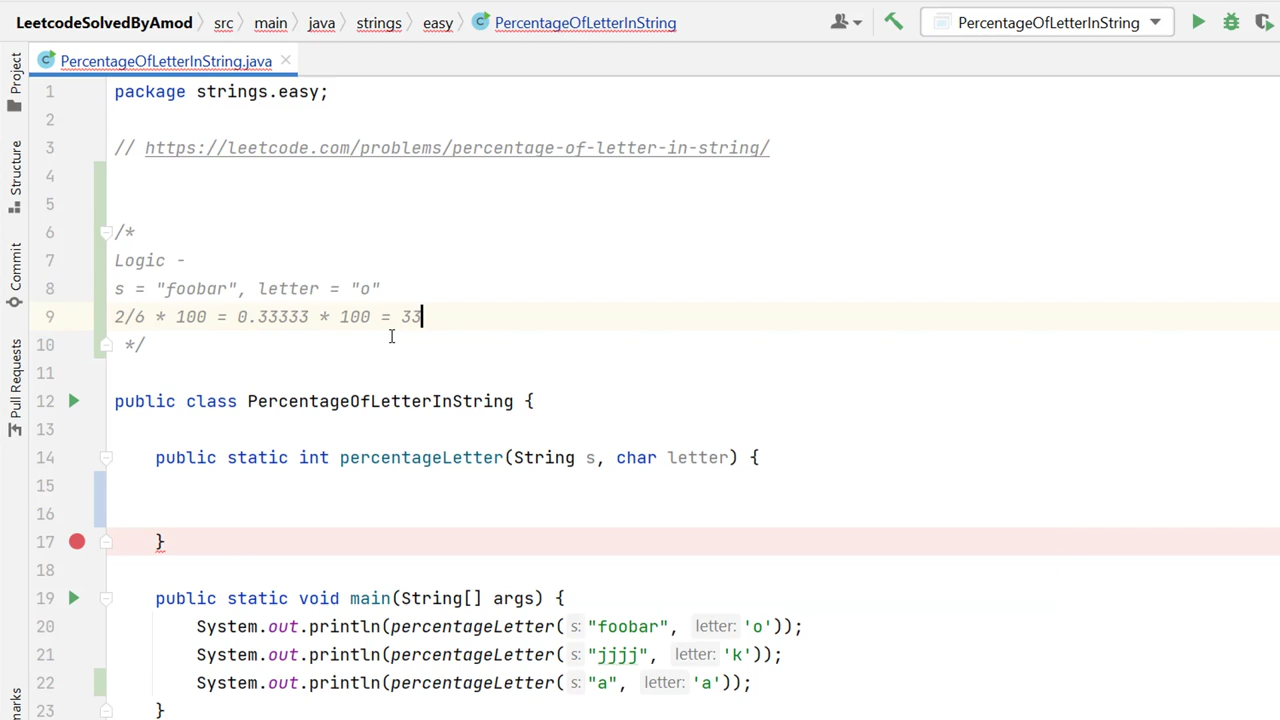 LeetcodeSolvedByAmod src main java strings easy PercentageOfLetterInString PercentageOfLetterInString
PercentageOfLetterInString.java
Project
Structure
Commit
Pull Requests
marks
1 package strings.easy;
2
3 // https://leetcode.com/problems/percentage-of-letter-in-string/
4
5
6 /*
7 Logic -
8 s = "foobar", letter = "o"
9 2/6 * 100 = 0.33333 * 100 = 33
10 */
11
12 public class PercentageOfLetterInString {
13
14 public static int percentageLetter(String s, char letter) {
15
16
17 }
18
19 public static void main(String[] args) {
20 System.out.println(percentageLetter( s: "foobar", letter: 'o'));
21 System.out.println(percentageLetter( s: "jjjj", letter: 'k'));
22 System.out.println(percentageLetter( s: "a", letter: 'a'));
23 }